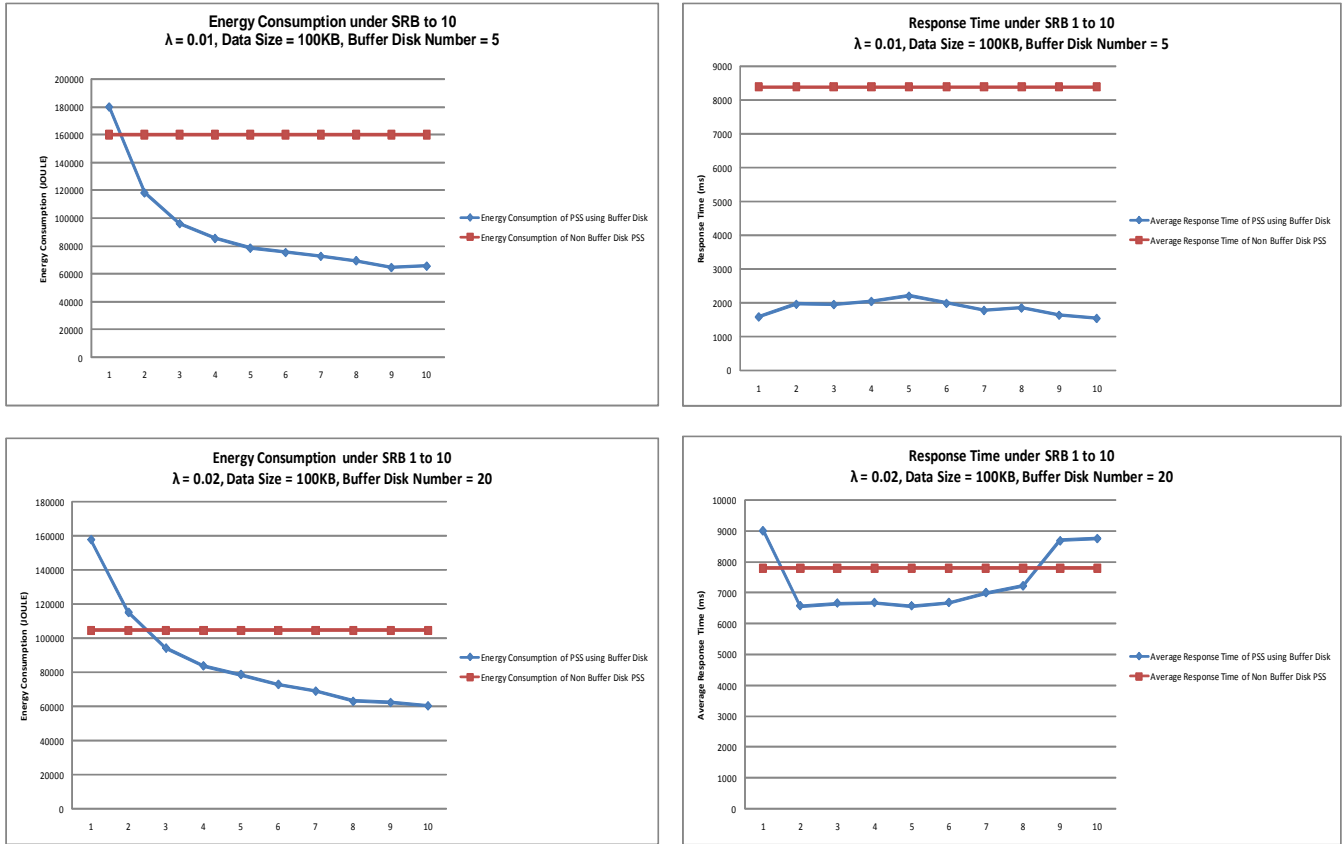 Energy Consumption under SRB to 10
λ = 0.01, Data Size = 100KB, Buffer Disk Number = 5
200000
180000
160000
140000
120000
100000
80000
60000
40000
20000
0
Energy Consumption (JOULE)
1 2 3 4 5 6 7 8 9 10
Energy Consumption of PSS using Buffer Disk
Energy Consumption of Non Buffer Disk PSS
Response Time under SRB 1 to 10
λ = 0.01, Data Size = 100KB, Buffer Disk Number = 5
9000
8000
7000
6000
5000
4000
3000
2000
1000
0
Response Time (ms)
1 2 3 4 5 6 7 8 9 10
Average Response Time of PSS using Buffer Disk
Average Response Time of Non Buffer Disk PSS
Energy Consumption under SRB 1 to 10
λ = 0.02, Data Size = 100KB, Buffer Disk Number = 20
180000
160000
140000
120000
100000
80000
60000
40000
20000
0
Energy Consumption (JOULE)
1 2 3 4 5 6 7 8 9 10
Energy Consumption of PSS using Buffer Disk
Energy Consumption of Non Buffer Disk PSS
Response Time under SRB 1 to 10
λ = 0.02, Data Size = 100KB, Buffer Disk Number = 20
10000
9000
8000
7000
6000
5000
4000
3000
2000
1000
0
Average Response Time (ms)
1 2 3 4 5 6 7 8 9 10
Average Response Time of PSS using Buffer Disk
Average Response Time of Non Buffer Disk PSS